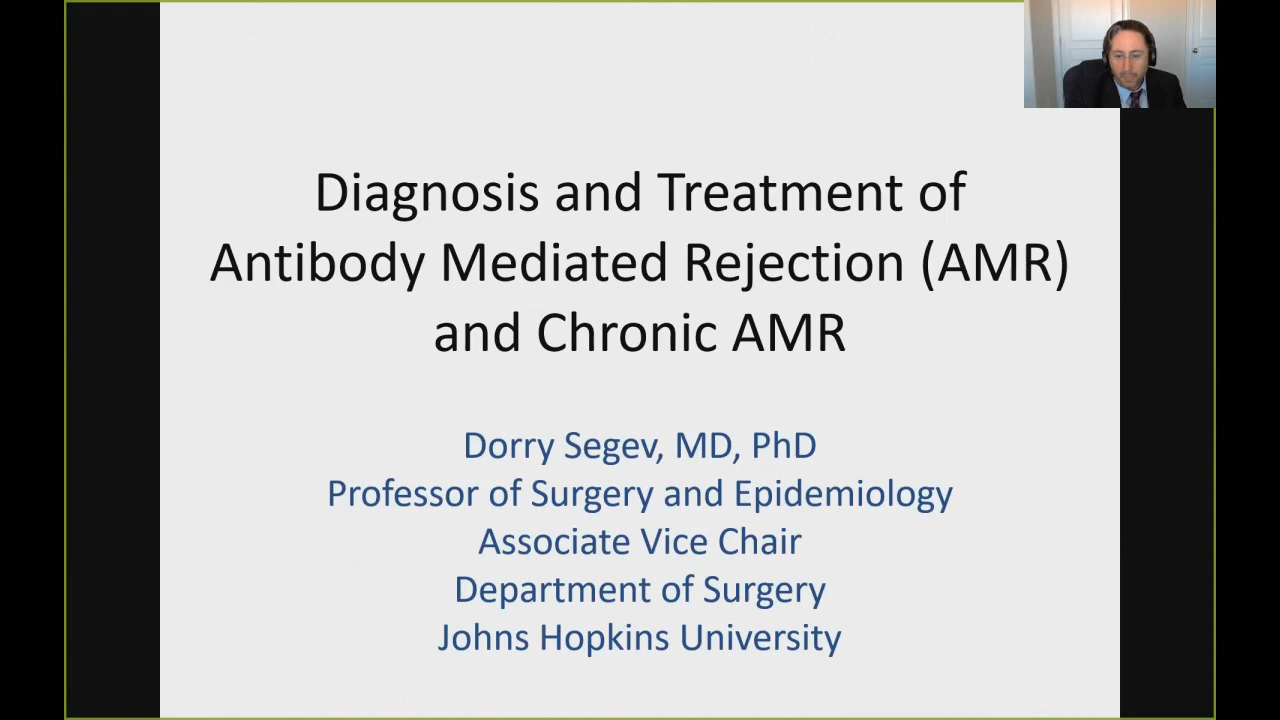 Diagnosis and Treatment of
Antibody Mediated Rejection (AMR)
and Chronic AMR
Dorry Segev, MD, PhD
Professor of Surgery and Epidemiology
Associate Vice Chair
Department of Surgery
Johns Hopkins University